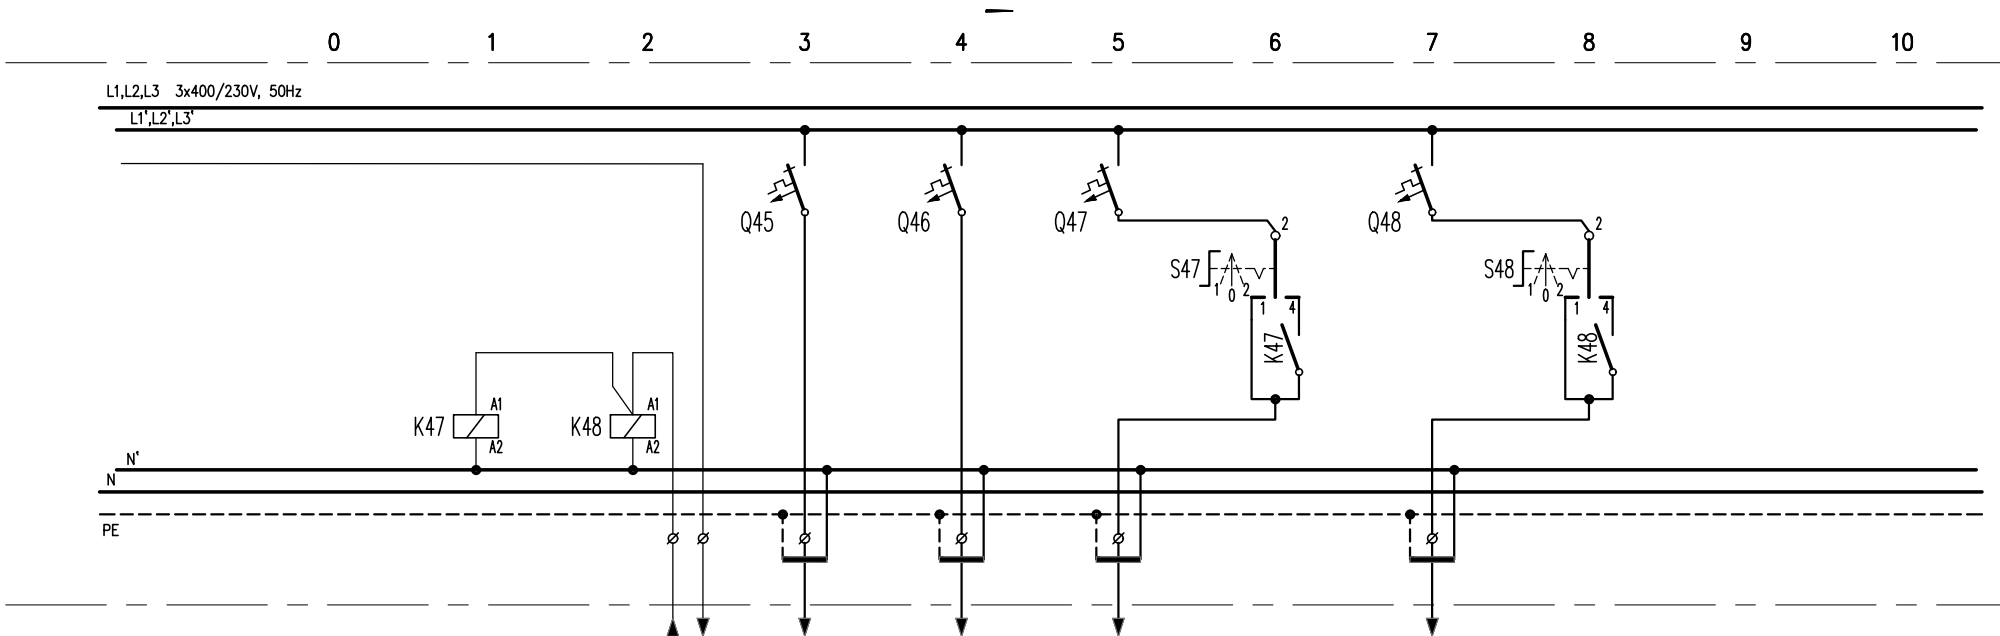 0 1 2 3 4 5 6 7 8 9 10
L1,L2,L3 3x400/230V, 50Hz
L1',L2',L3'
Q45 Q46 Q47 2 Q48 2
S47 S48
1 0 2 1 0 2
1 4 1 4
K47 K48
A1 A1
K47 K48
A2 A2
N'
N
PE